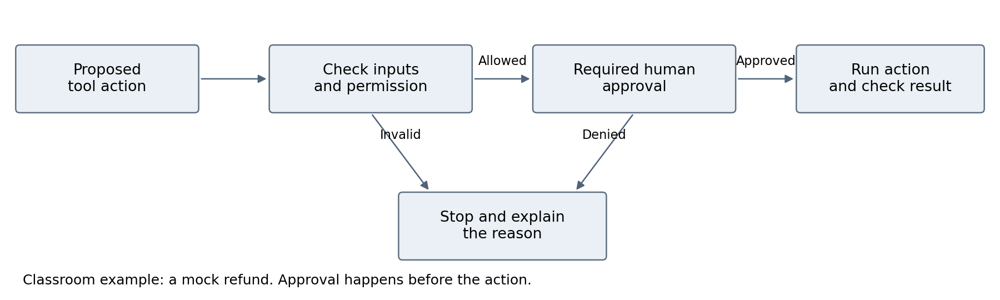 Proposed
tool action
Check inputs
and permission
Allowed
Required human
approval
Approved
Run action
and check result
Invalid
Denied
Stop and explain
the reason
Classroom example: a mock refund. Approval happens before the action.